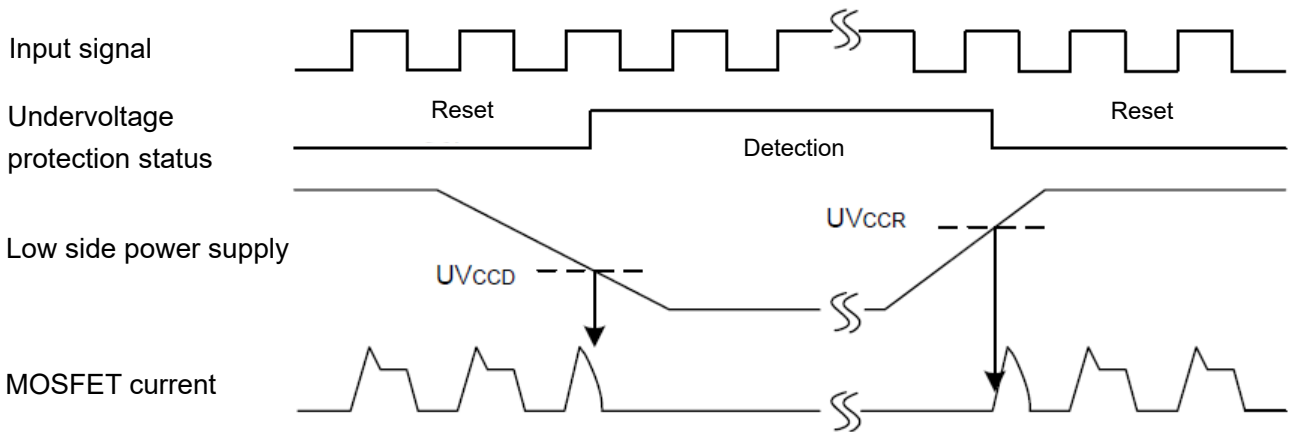 Input signal
Undervoltage
protection status
Reset
Reset
Detection
Low side power supply
UVCCD
UVCCR
MOSFET current